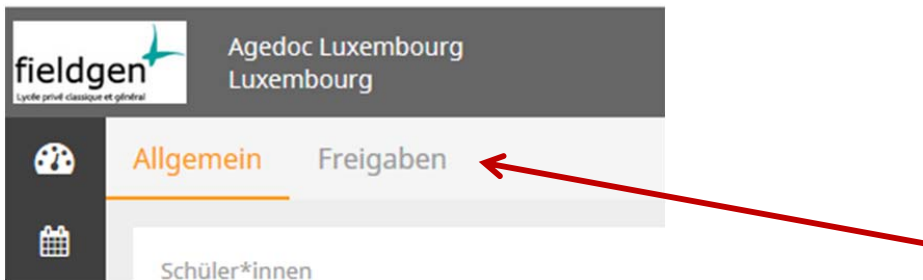 fieldgen
Lycée privé classique et général
Agedoc Luxembourg
Luxembourg
Allgemein Freigaben
Schüler*innen